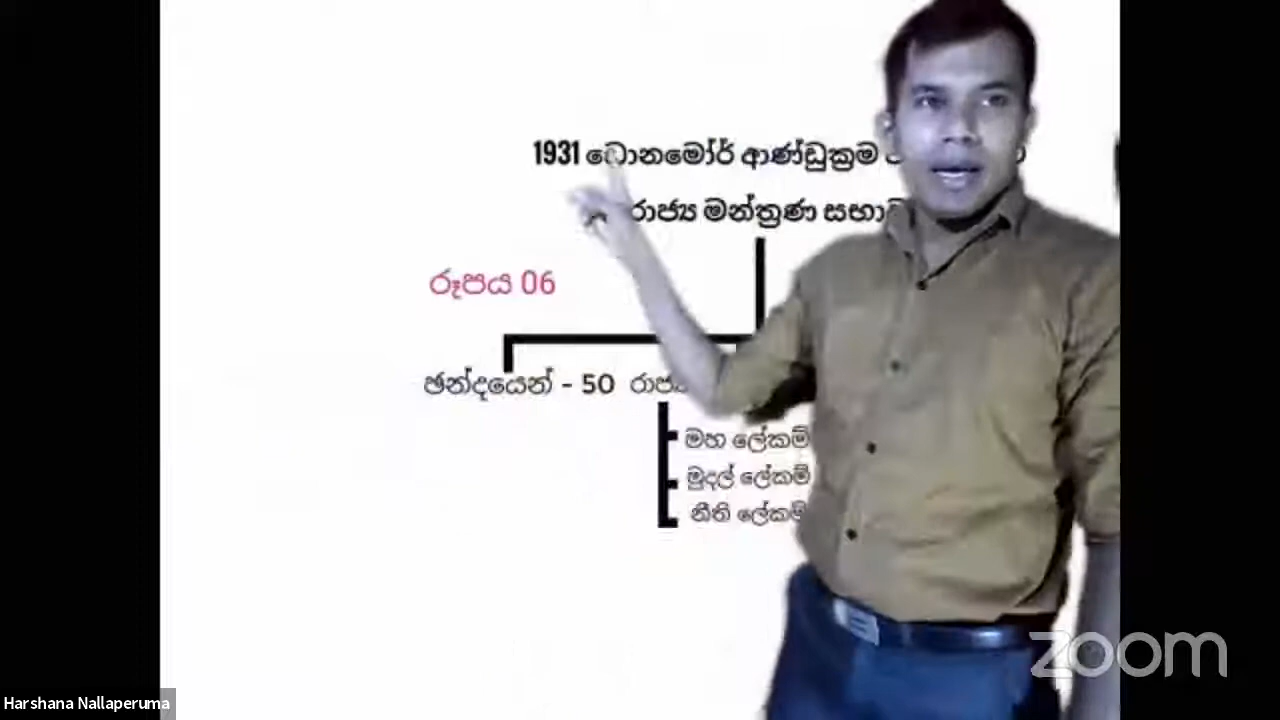 1931 ඩොනමෝර් ආණ්ඩුක්‍රම
රාජ්‍ය මන්ත්‍රණ සභාව
රූපය 06
ඡන්දයෙන් - 50 රාජ්‍ය
මහ ලේකම්
මුදල් ලේකම්
නීති ලේකම්
zoom
Harshana Nallaperuma